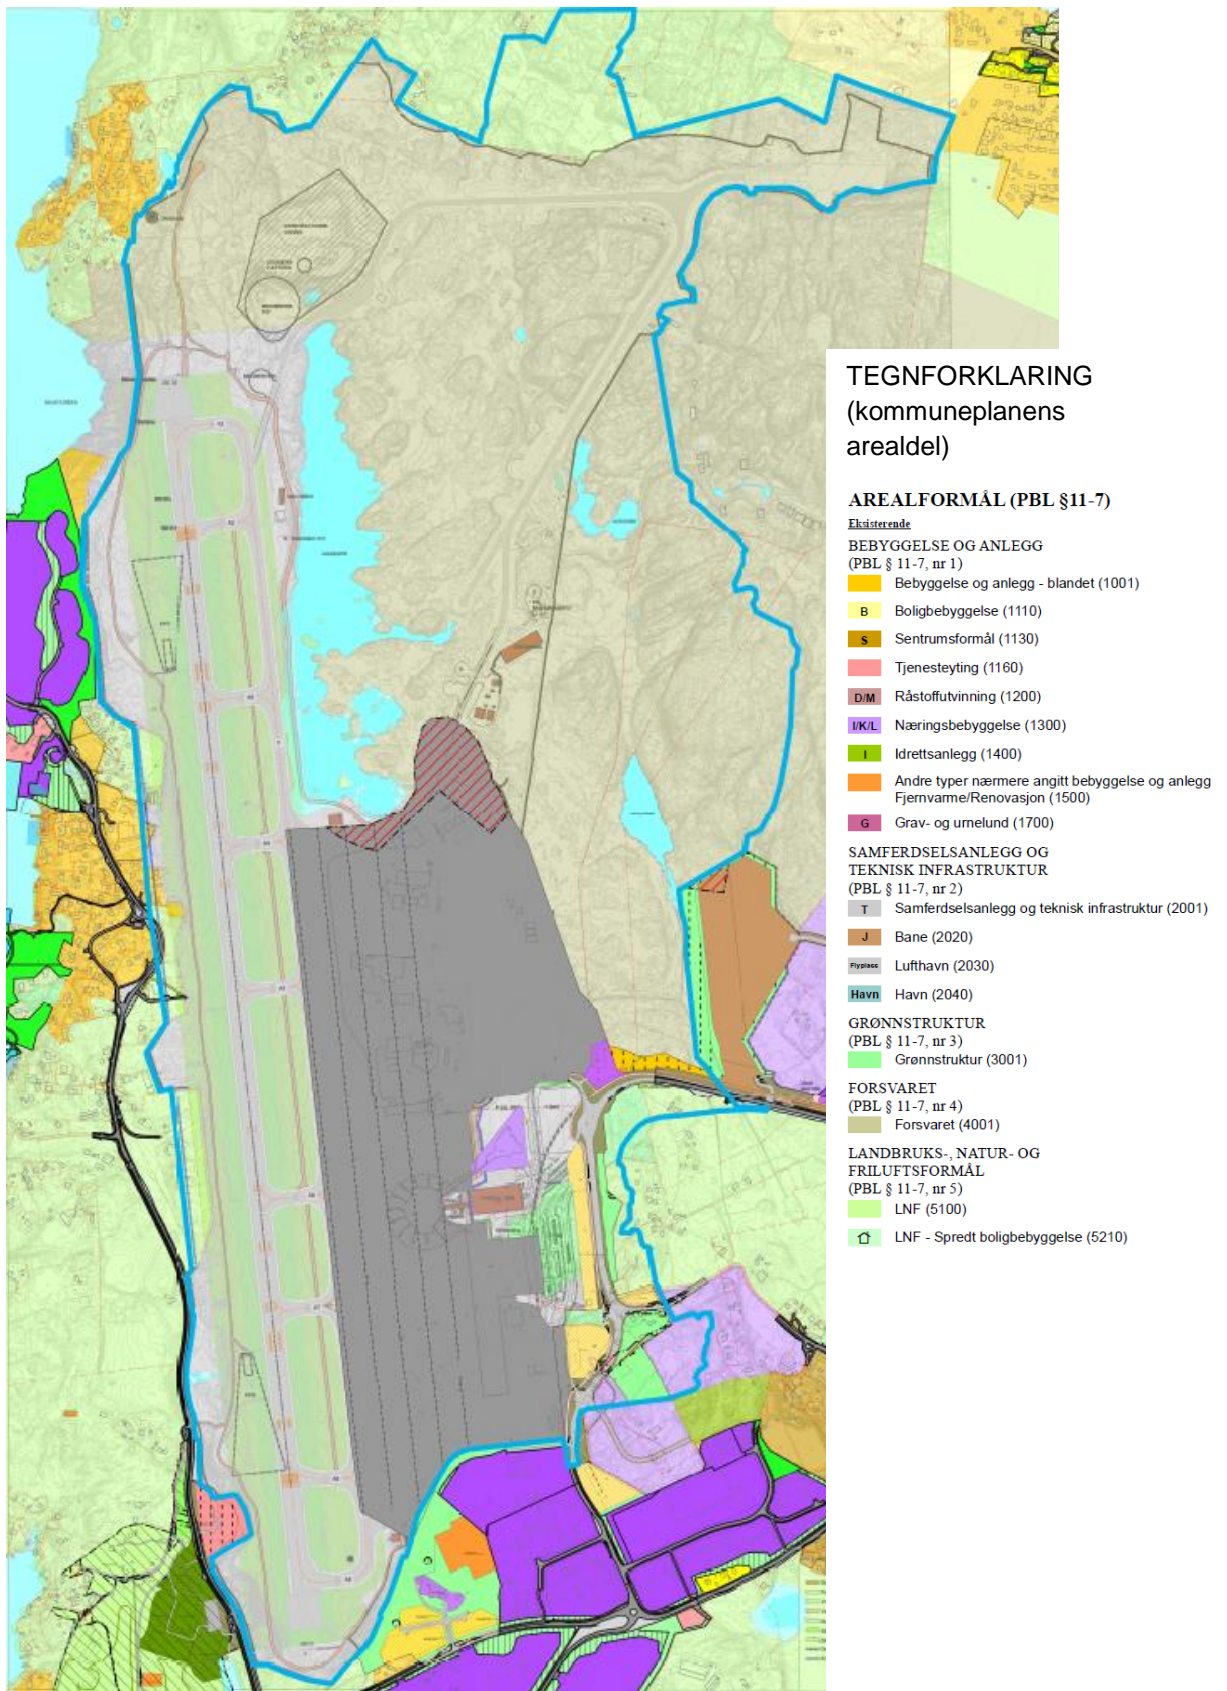 TEGNFORKLARING
(kommuneplanens
arealdel)
AREALFORMÅL (PBL §11-7)
Eksisterende
BEBYGGELSE OG ANLEGG
(PBL § 11-7, nr 1)
Bebyggelse og anlegg - blandet (1001)
B Boligbebyggelse (1110)
S Sentrumsformål (1130)
Tjenesteyting (1160)
D/M Råstoffutvinning (1200)
I/K/L Næringsbebyggelse (1300)
I Idrettsanlegg (1400)
Andre typer nærmere angitt bebyggelse og anlegg
Fjernvarme/Renovasjon (1500)
G Grav- og urnelund (1700)
SAMFERDSELSANLEGG OG
TEKNISK INFRASTRUKTUR
(PBL § 11-7, nr 2)
T Samferdselsanlegg og teknisk infrastruktur (2001)
J Bane (2020)
Flyplass Lufthavn (2030)
Havn Havn (2040)
GRØNNSTRUKTUR
(PBL § 11-7, nr 3)
Grønnstruktur (3001)
FORSVARET
(PBL § 11-7, nr 4)
Forsvaret (4001)
LANDBRUKS-, NATUR- OG
FRILUFTSFORMÅL
(PBL § 11-7, nr 5)
LNF (5100)
LNF - Spredt boligbebyggelse (5210)